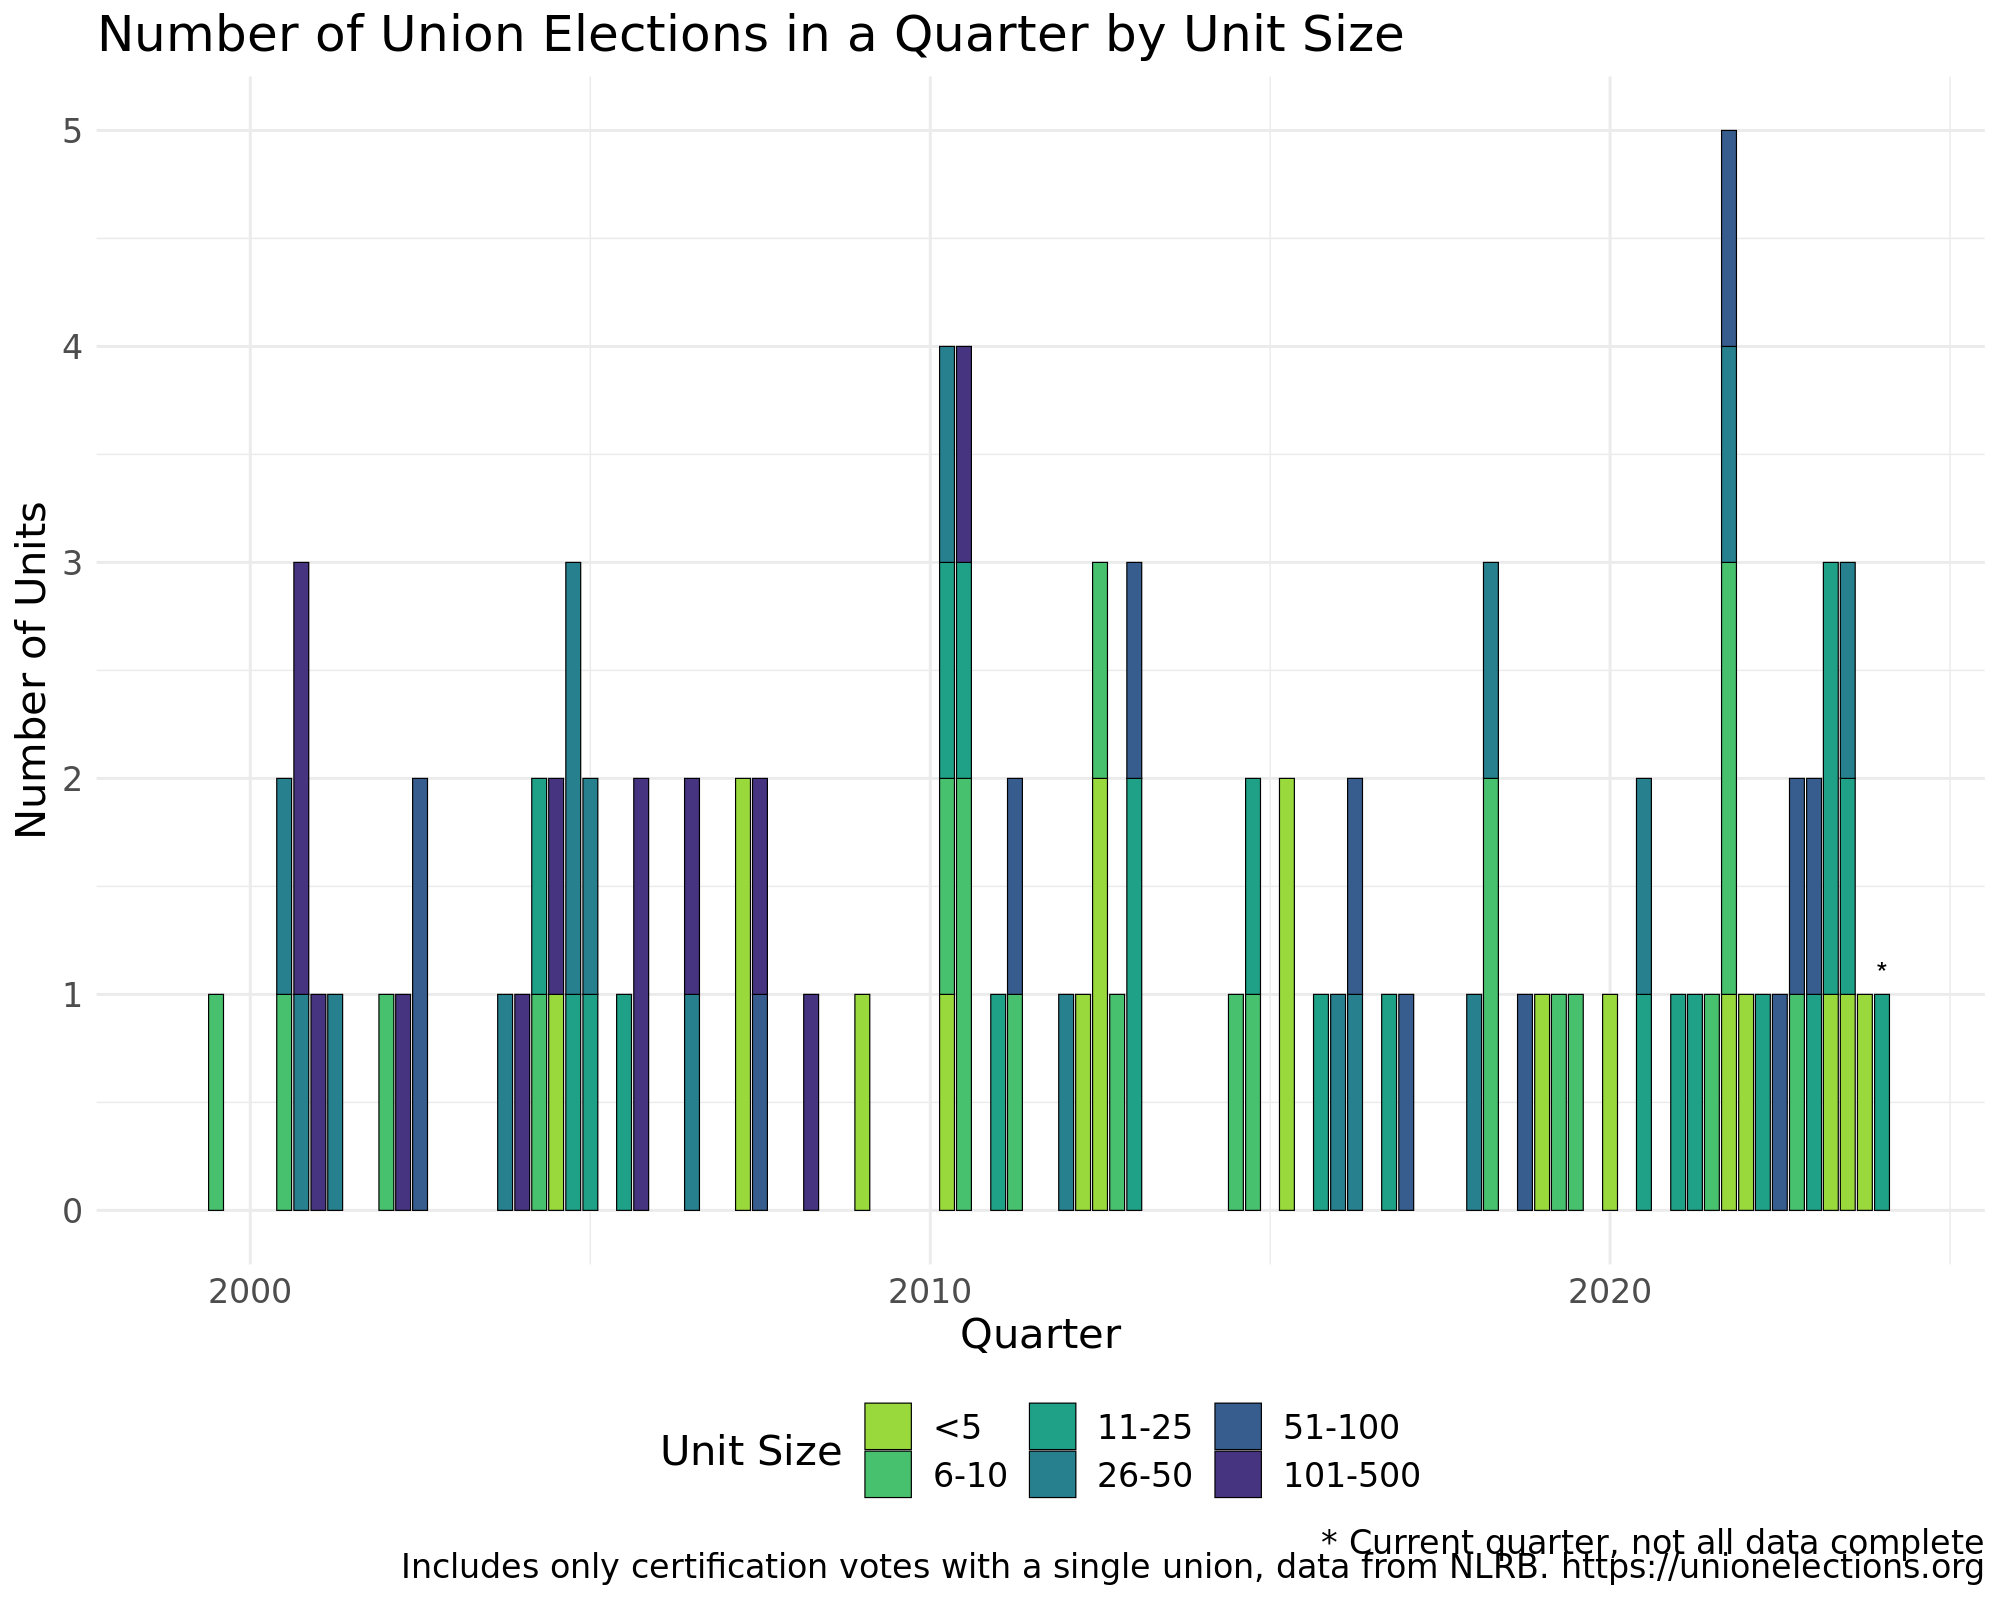 Number of Union Elections in a Quarter by Unit Size
Number of Units
5
4
3
2
1
0
*
2000 2010 2020
Quarter
Unit Size
<5 11-25 51-100
6-10 26-50 101-500
* Current quarter, not all data complete
Includes only certification votes with a single union, data from NLRB. https://unionelections.org